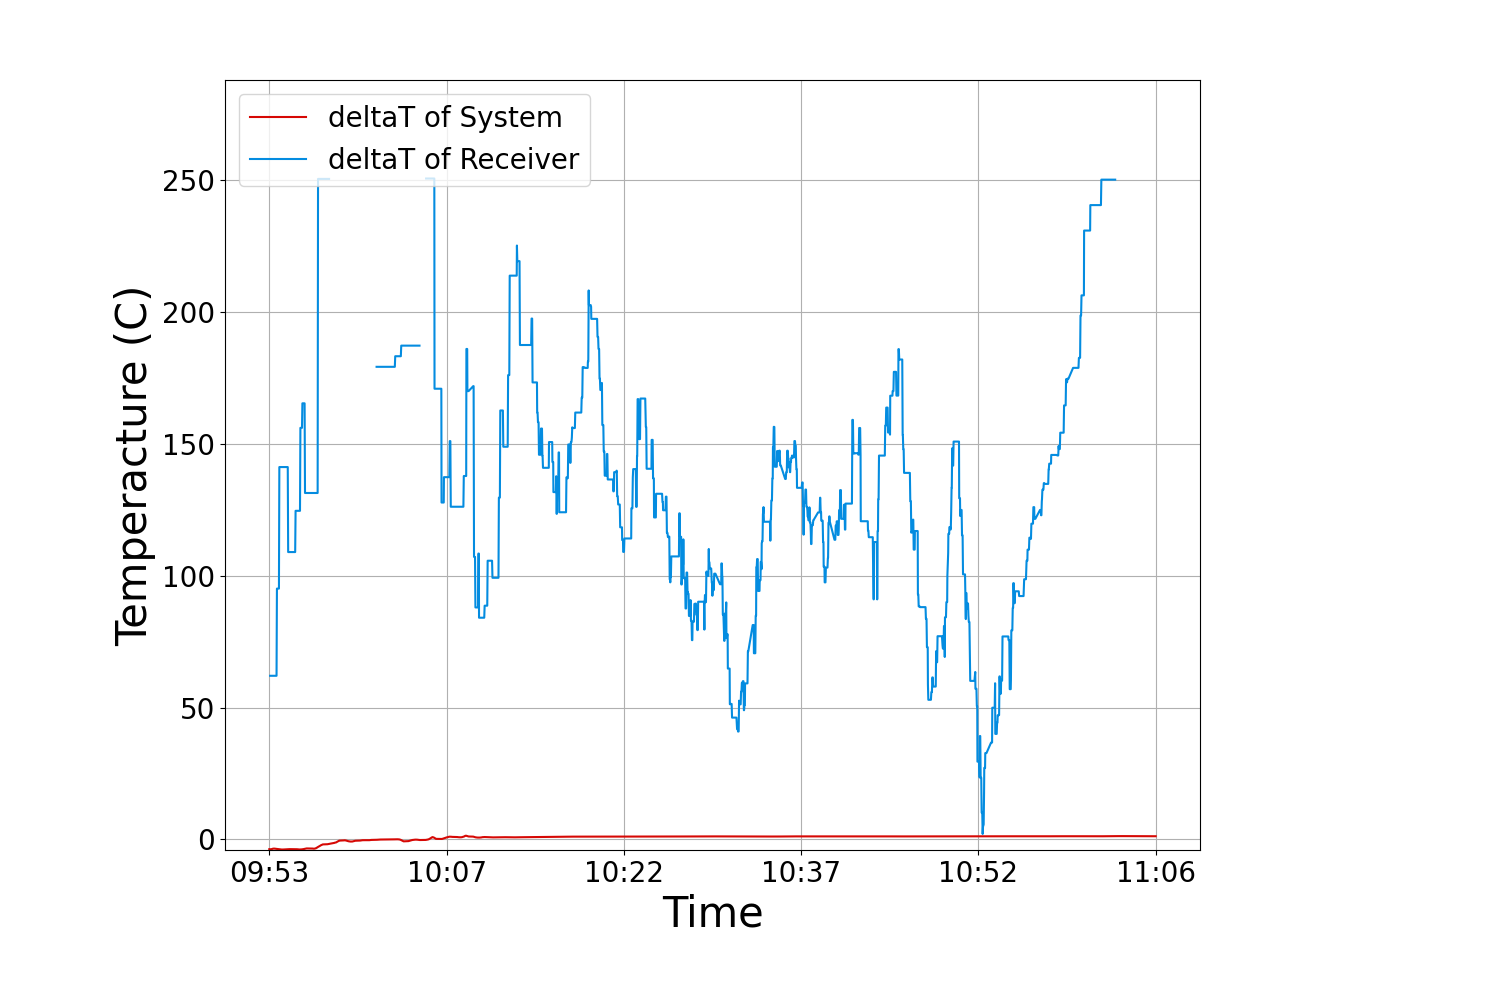 deltaT of System
deltaT of Receiver
250
200
150
100
50
0
Temperacture (C)
09:53 10:07 10:22 10:37 10:52 11:06
Time